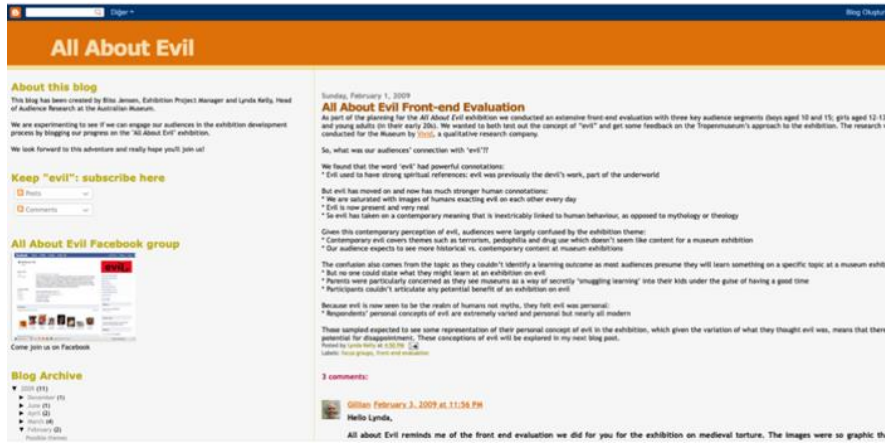 Diğer
Blog Oluştur
All About Evil
About this blog
This blog has been created by Bliss Jensen, Exhibition Project Manager and Lynda Kelly, Head
of Audience Research at the Australian Museum.
We are experimenting to see if we can engage our audiences in the exhibition development
process by blogging our progress on the 'All About Evil' exhibition.
We look forward to this adventure and really hope you'll join us!
Keep "evil": subscribe here
Posts
Comments
All About Evil Facebook group
evil.
Come join us on Facebook
Blog Archive
▼ 2009 (11)
► December (1)
► June (1)
► April (2)
► March (4)
▼ February (2)
Possible themes
Sunday, February 1, 2009
All About Evil Front-end Evaluation
As part of the planning for the All About Evil exhibition we conducted an extensive front-end evaluation with three key audience segments (boys aged 10 and 15; girls aged 12-13
and young adults (in their early 20s). We wanted to both test out the concept of "evil" and get some feedback on the Tropenmuseum's approach to the exhibition. The research
conducted for the Museum by , a qualitative research company.
So, what was our audiences' connection with 'evil'??
We found that the word 'evil' had powerful connotations:
* Evil used to have strong spiritual references: evil was previously the devil's work, part of the underworld
But evil has moved on and now has much stronger human connotations:
* We are saturated with images of humans exacting evil on each other every day
* Evil is now present and very real
* So evil has taken on a contemporary meaning that is inextricably linked to human behaviour, as opposed to mythology or theology
Given this contemporary perception of evil, audiences were largely confused by the exhibition theme:
* Contemporary evil covers themes such as terrorism, pedophilia and drug use which doesn't seem like content for a museum exhibition
* Our audience expects to see more historical vs. contemporary content at museum exhibitions
The confusion also comes from the topic as they couldn't identify a learning outcome as most audiences presume they will learn something on a specific topic at a museum exhib
* But no one could state what they might learn at an exhibition on evil
* Parents were particularly concerned as they see museums as a way of secretly 'smuggling learning' into their kids under the guise of having a good time
* Participants couldn't articulate any potential benefit of an exhibition on evil
Because evil is now seen to be the realm of humans not myths, they felt evil was personal:
* Respondents' personal concepts of evil are extremely varied and personal but nearly all modern
Those sampled expected to see some representation of their personal concept of evil in the exhibition, which given the variation of what they thought evil was, means that there
potential for disappointment. These conceptions of evil will be explored in my next blog post.
Posted by Lynda Kelly at 4:50 PM
Labels: focus groups, front end evaluation
3 comments:
Gillian February 3, 2009 at 11:56 PM
Hello Lynda,
All about Evil reminds me of the front end evaluation we did for you for the exhibition on medieval torture. The images were so graphic th